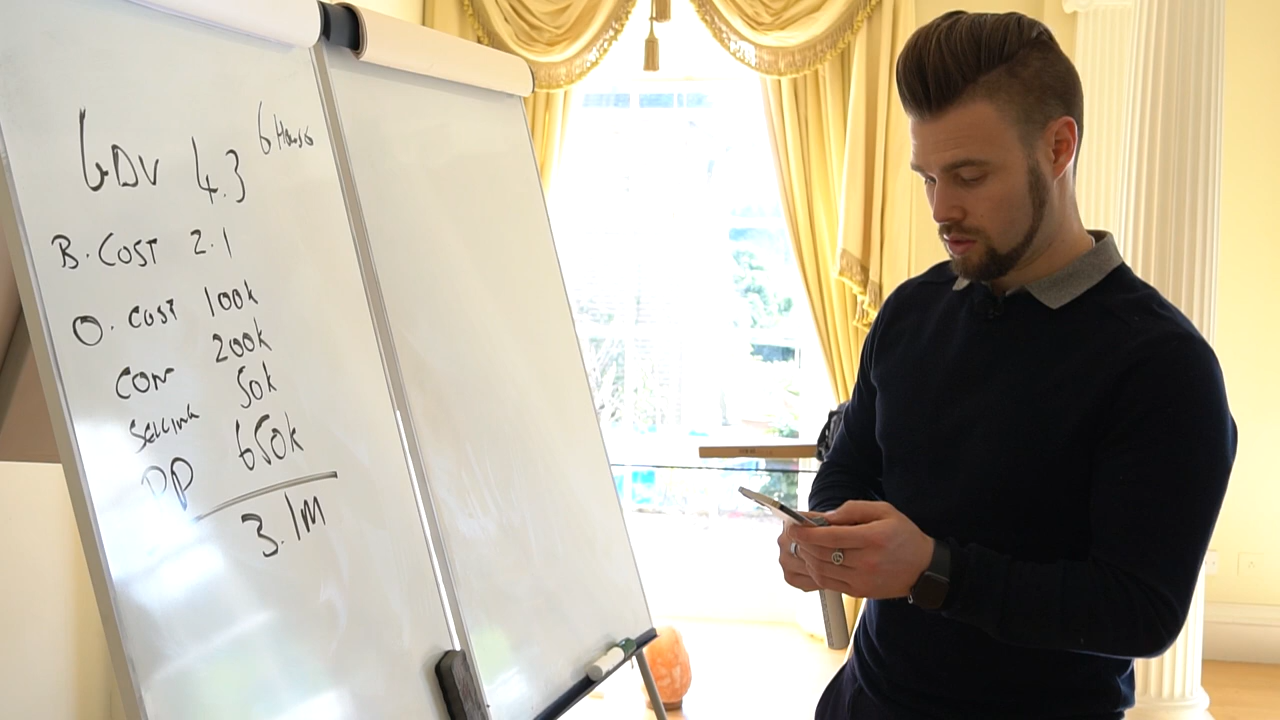 GDV 4.3 6 Houses
B. COST 2.1
O. COST 100k
CON 200k
SELLING 50k
DP 650k
3.1M